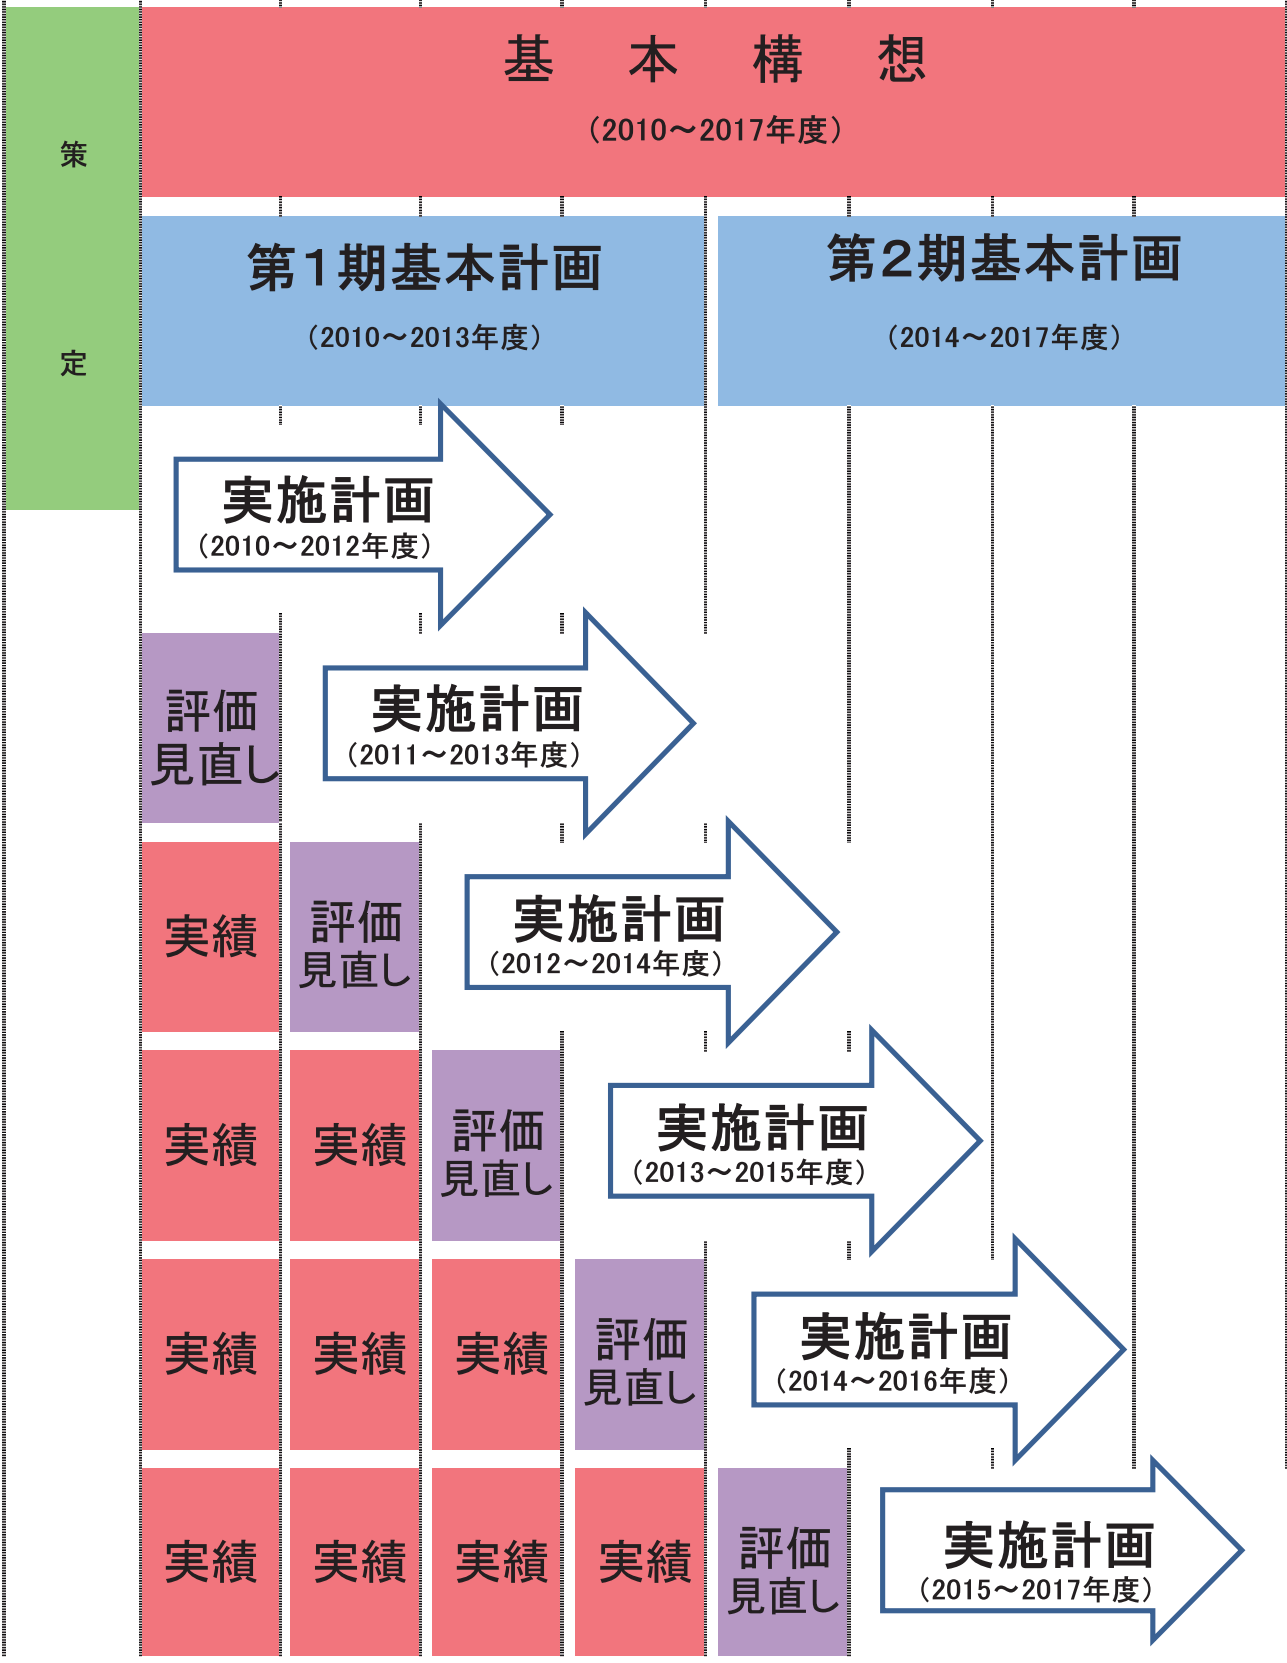 策定
基本構想
（2010～2017年度）
第１期基本計画
（2010～2013年度）
第２期基本計画
（2014～2017年度）
実施計画
（2010～2012年度）
評価
見直し
実施計画
（2011～2013年度）
実績
評価
見直し
実施計画
（2012～2014年度）
実績
実績
評価
見直し
実施計画
（2013～2015年度）
実績
実績
実績
評価
見直し
実施計画
（2014～2016年度）
実績
実績
実績
実績
評価
見直し
実施計画
（2015～2017年度）